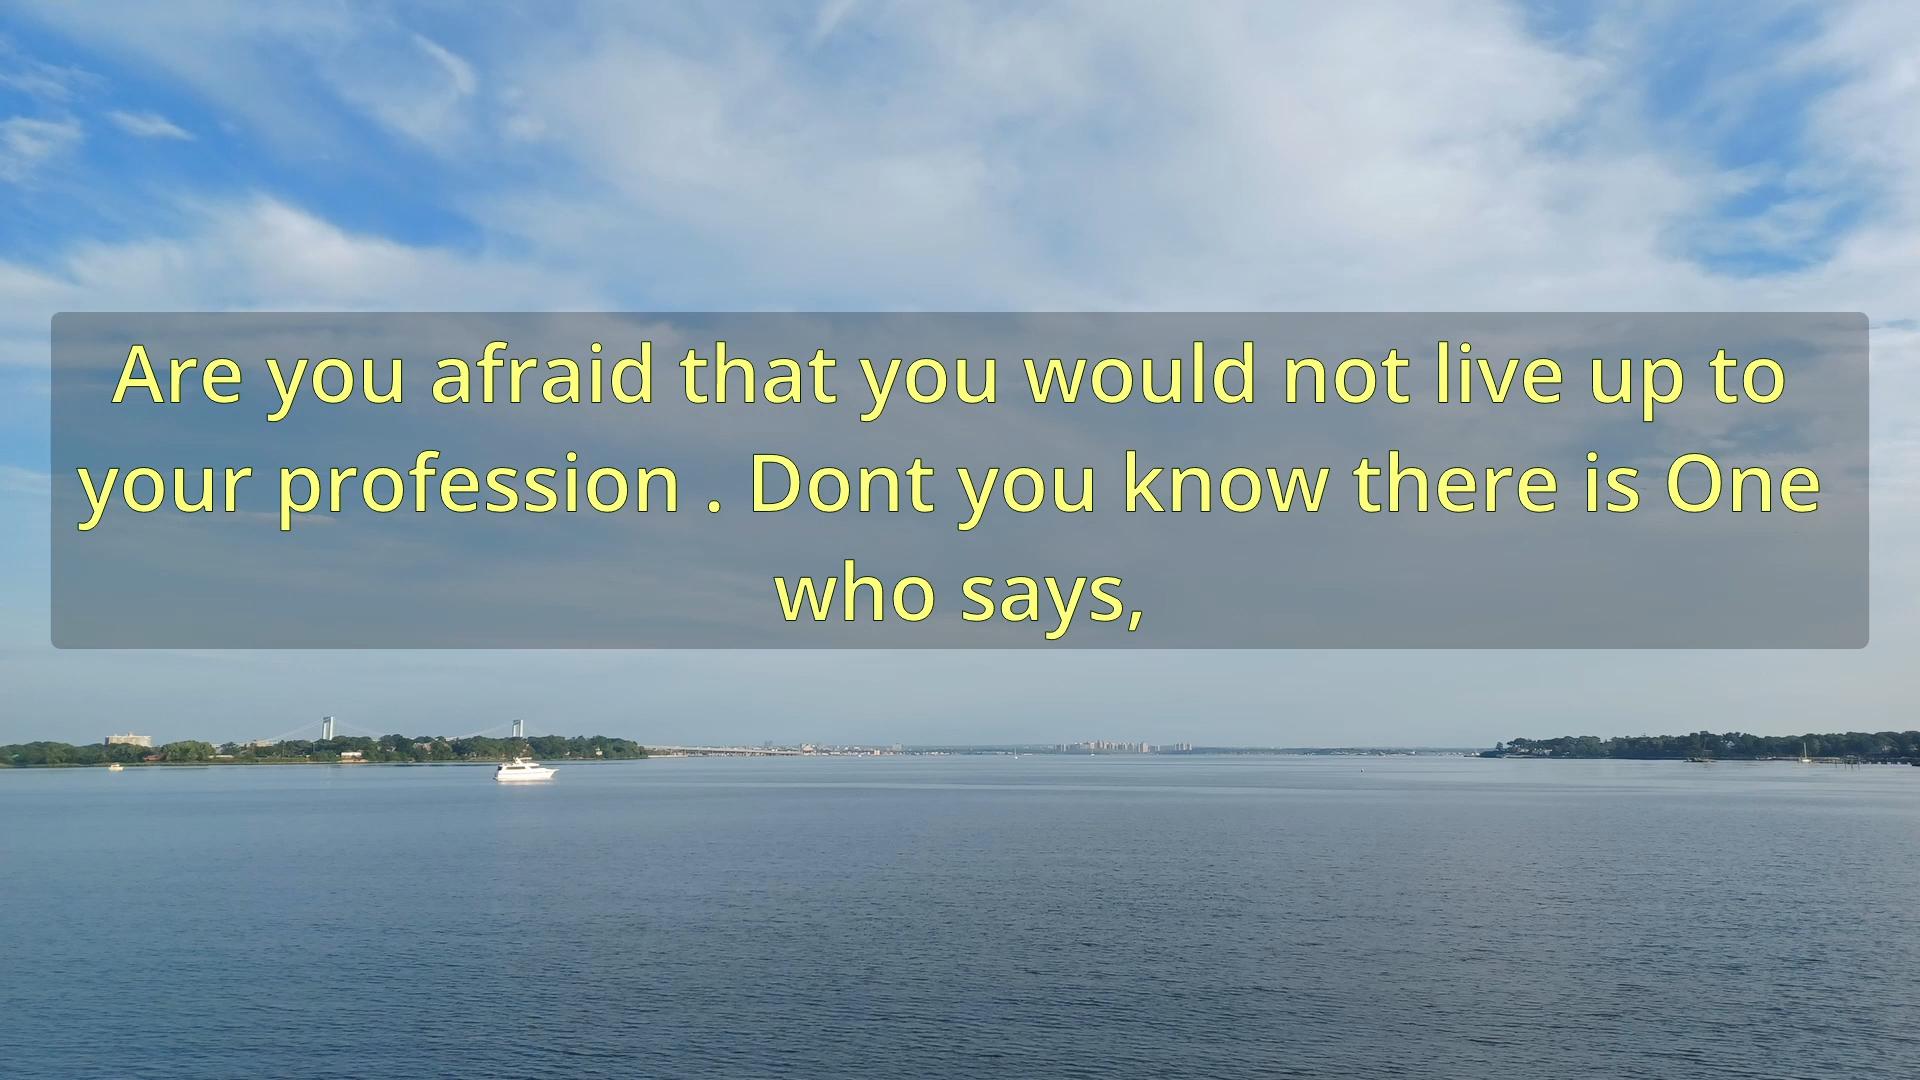 Are you afraid that you would not live up to
your profession . Dont you know there is One
who says,